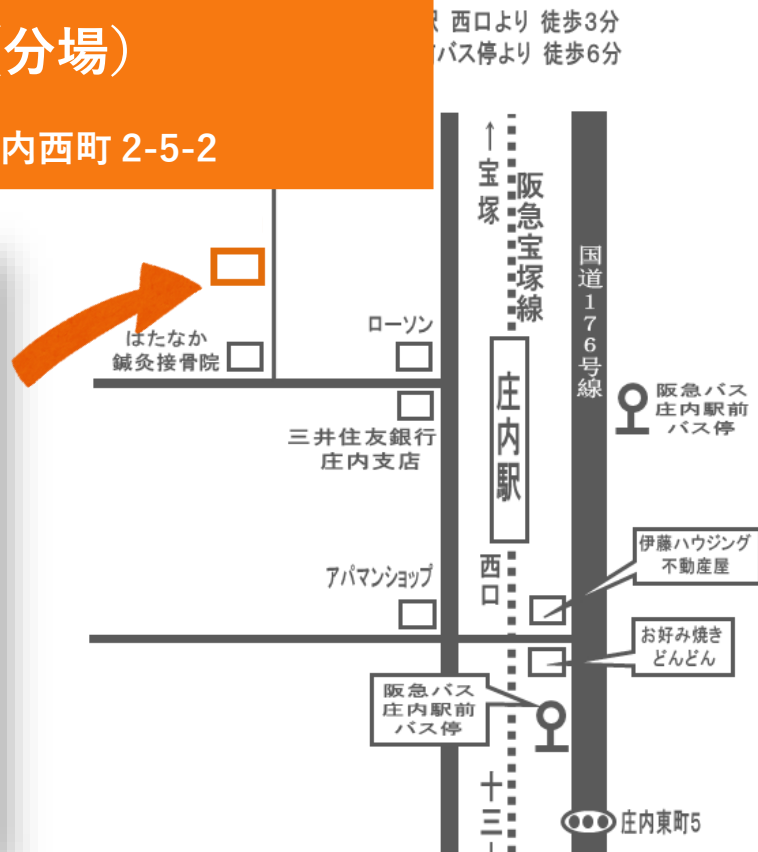 西口より 徒歩3分
バス停より 徒歩6分
分場）
内西町 2-5-2
↑宝塚
阪急宝塚線
国道176号線
ローソン
はたなか
鍼灸接骨院
三井住友銀行
庄内支店
庄内駅
阪急バス
庄内駅前
バス停
伊藤ハウジング
不動産屋
西口
アパマンショップ
お好み焼き
どんどん
阪急バス
庄内駅前
バス停
十三
庄内東町5